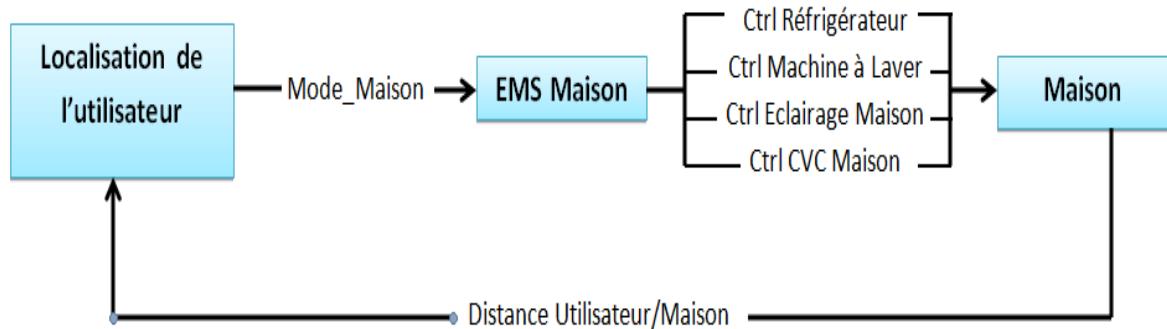 Localisation de
l'utilisateur
Mode_Maison
EMS Maison
Ctrl Réfrigérateur
Ctrl Machine à Laver
Ctrl Eclairage Maison
Ctrl CVC Maison
Maison
Distance Utilisateur/Maison